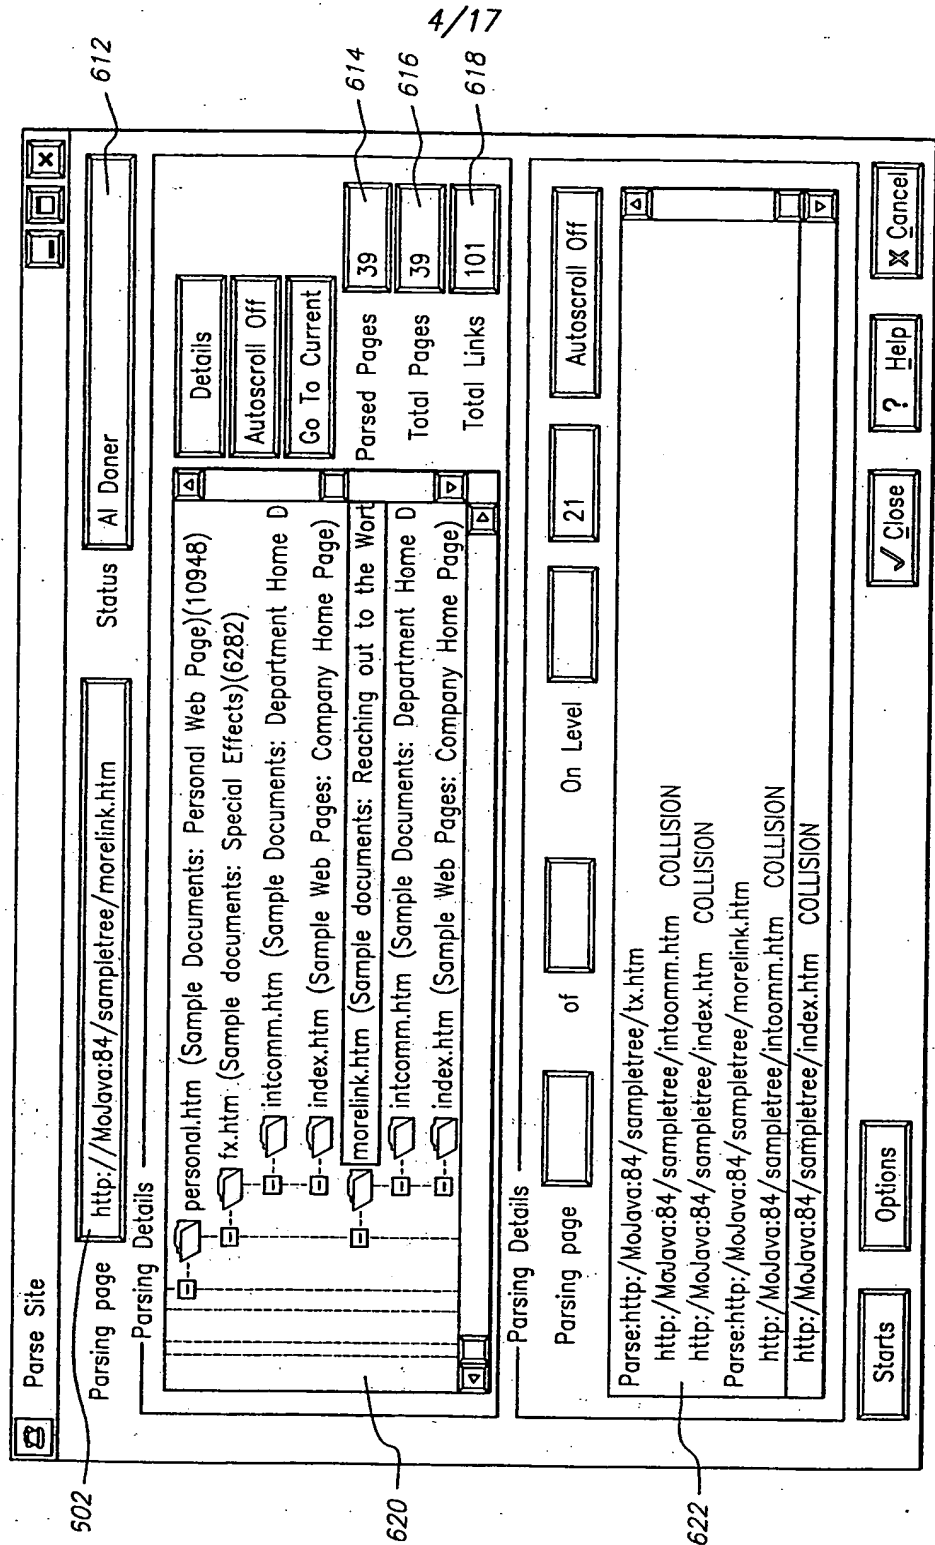 4/17
Parse Site
Parsing page http://MoJava:84/sampletree/morelink.htm Status Al Doner
502
612
Parsing Details
personal.htm (Sample Documents: Personal Web Page)(10948)
fx.htm (Sample documents: Special Effects)(6282)
intcomm.htm (Sample Documents: Department Home D
index.htm (Sample Web Pages: Company Home Page)
morelink.htm (Sample documents: Reaching out to the Wort
intcomm.htm (Sample Documents: Department Home D
index.htm (Sample Web Pages: Company Home Page)
Details
Autoscroll Off
Go To Current
Parsed Pages 39
Total Pages 39
Total Links 101
614
616
618
620
Parsing Details
Parsing page of On Level 21 Autoscroll Off
Parse:http:/MoJava:84/sampletree/tx.htm
http:/MoJava:84/sampletree/intoomm.htm COLLISION
http:/MoJava:84/sampletree/index.htm COLLISION
Parse:http:/MoJava:84/sampletree/morelink.htm
http:/MoJava:84/sampletree/intoomm.htm COLLISION
http:/MoJava:84/sampletree/index.htm COLLISION
622
Starts Options √ Close ? Help X Cancel